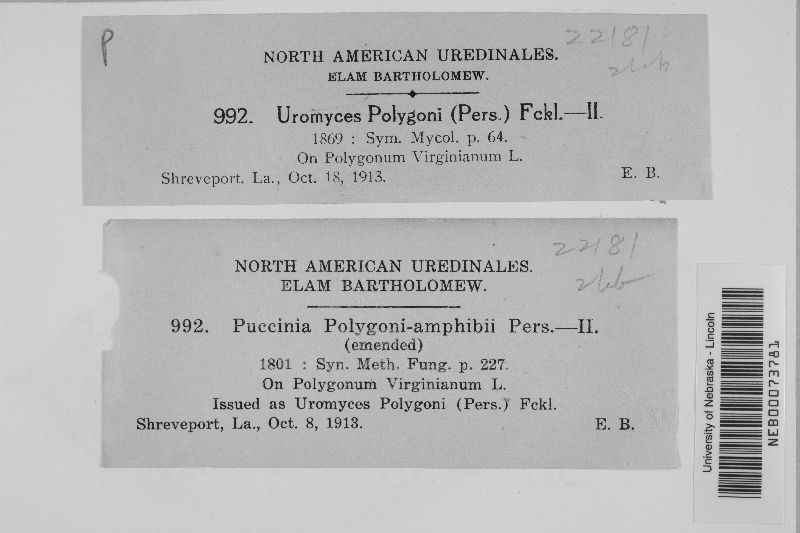 P
22181
NORTH AMERICAN UREDINALES.
ELAM BARTHOLOMEW.
992. Uromyces Polygoni (Pers.) Fckl.—II.
1869 : Sym. Mycol. p. 64.
On Polygonum Virginianum L.
Shreveport, La., Oct. 18, 1913. E. B.
22181
NORTH AMERICAN UREDINALES.
ELAM BARTHOLOMEW.
992. Puccinia Polygoni-amphibii Pers.—II.
(emended)
1801 : Syn. Meth. Fung. p. 227.
On Polygonum Virginianum L.
Issued as Uromyces Polygoni (Pers.) Fckl.
Shreveport, La., Oct. 8, 1913. E. B.
University of Nebraska - Lincoln
NEB00073781